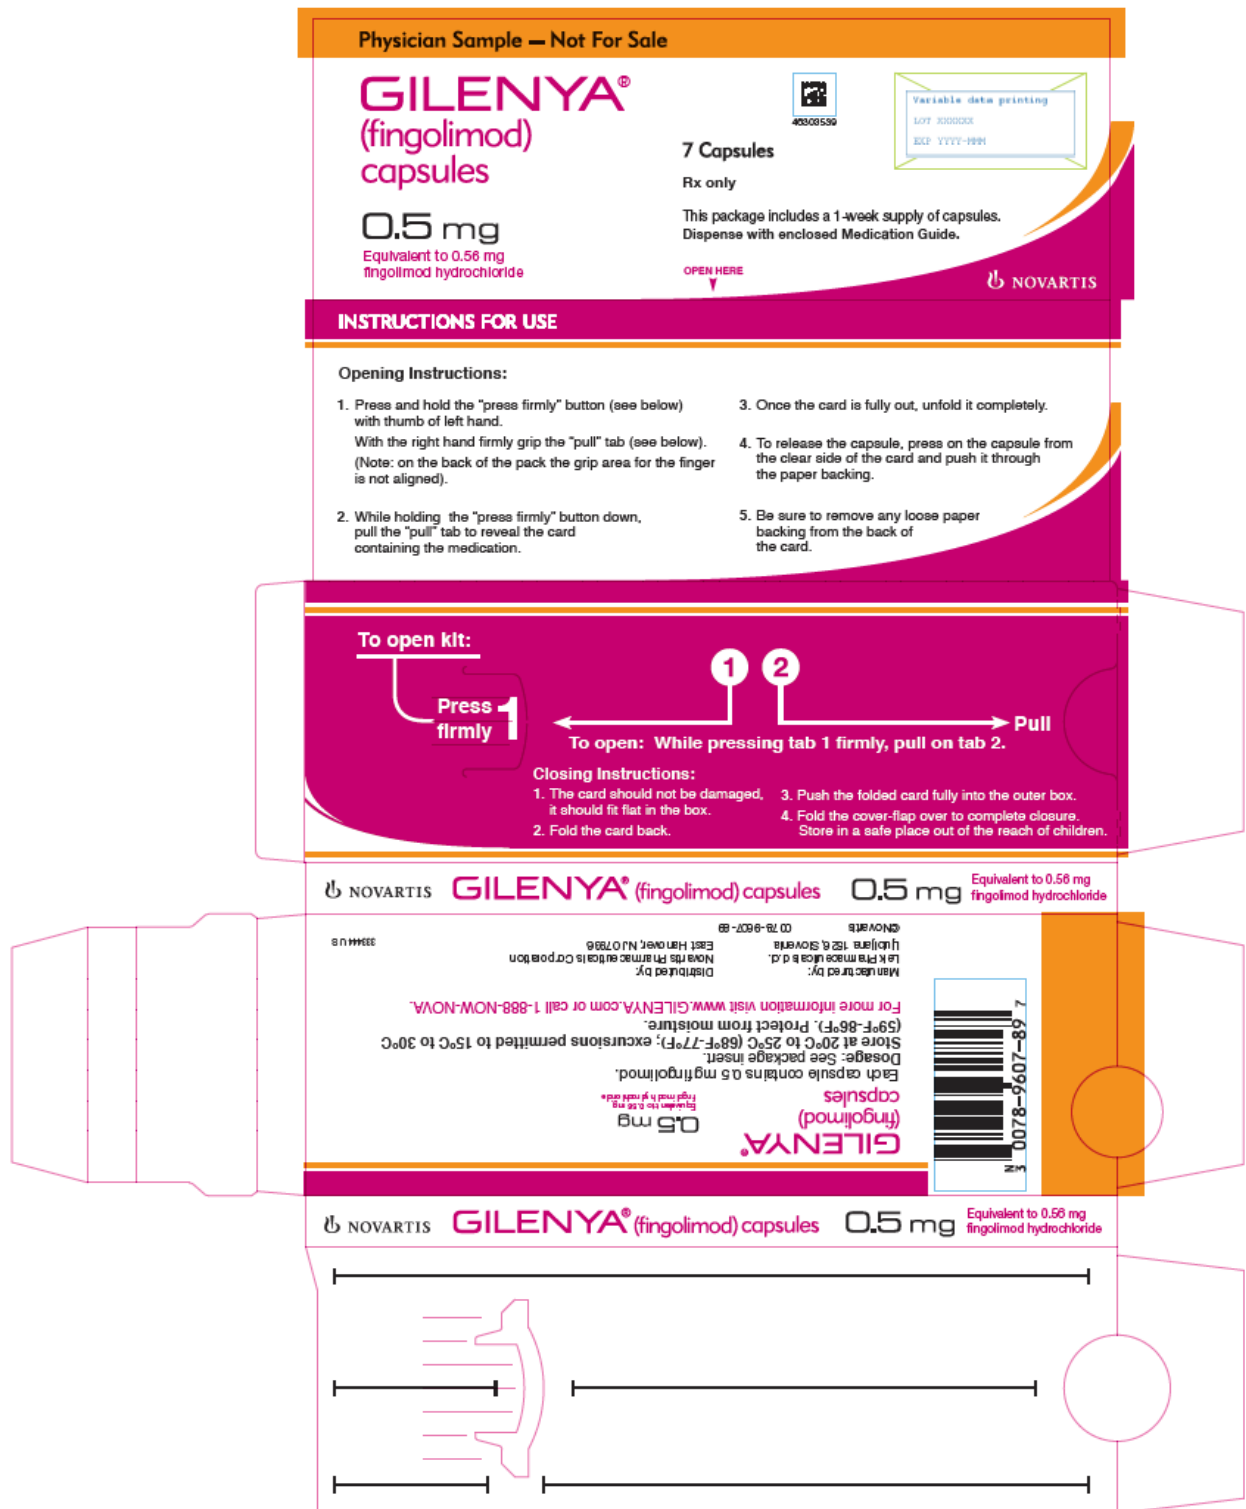 Physician Sample — Not For Sale
GILENYA®
(fingolimod)
capsules
0.5 mg
Equivalent to 0.56 mg
fingolimod hydrochloride
46303539
7 Capsules
Rx only
This package includes a 1-week supply of capsules.
Dispense with enclosed Medication Guide.
OPEN HERE
Variable data printing
LOT XXXXXX
EXP YYYY-MMM
NOVARTIS
INSTRUCTIONS FOR USE
Opening Instructions:
1. Press and hold the "press firmly" button (see below)
with thumb of left hand.
With the right hand firmly grip the "pull" tab (see below).
(Note: on the back of the pack the grip area for the finger
is not aligned).
2. While holding the "press firmly" button down,
pull the "pull" tab to reveal the card
containing the medication.
3. Once the card is fully out, unfold it completely.
4. To release the capsule, press on the capsule from
the clear side of the card and push it through
the paper backing.
5. Be sure to remove any loose paper
backing from the back of
the card.
To open kit:
Press
firmly
1
1
2
Pull
To open: While pressing tab 1 firmly, pull on tab 2.
Closing Instructions:
1. The card should not be damaged,
it should fit flat in the box.
2. Fold the card back.
3. Push the folded card fully into the outer box.
4. Fold the cover-flap over to complete closure.
Store in a safe place out of the reach of children.
NOVARTIS GILENYA® (fingolimod) capsules 0.5 mg Equivalent to 0.56 mg
fingolimod hydrochloride
GILENYA®
(fingolimod)
capsules
0.5 mg
Equivalent to 0.56 mg
fingolimod hydrochloride
Each capsule contains 0.5 mg fingolimod.
Dosage: See package insert.
Store at 20°C to 25°C (68°F-77°F); excursions permitted to 15°C to 30°C
(59°F-86°F). Protect from moisture.
For more information visit www.GILENYA.com or call 1-888-NOW-NOVA.
Manufactured by:
Lek Pharmaceuticals d.d.
Ljubljana 1526, Slovenia
©Novartis
0078-9607-89
Distributed by:
Novartis Pharmaceuticals Corporation
East Hanover, NJ 07936
N
3 0078-9607-89 7
NOVARTIS GILENYA® (fingolimod) capsules 0.5 mg Equivalent to 0.56 mg
fingolimod hydrochloride